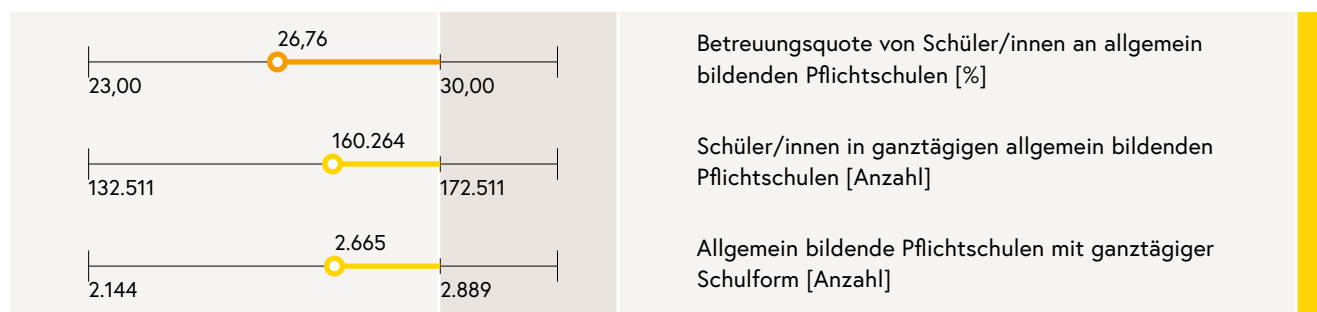 26,76
23,00
30,00
Betreuungsquote von Schüler/innen an allgemein
bildenden Pflichtschulen [%]
160.264
132.511
172.511
Schüler/innen in ganztägigen allgemein bildenden
Pflichtschulen [Anzahl]
2.665
2.144
2.889
Allgemein bildende Pflichtschulen mit ganztägiger
Schulform [Anzahl]